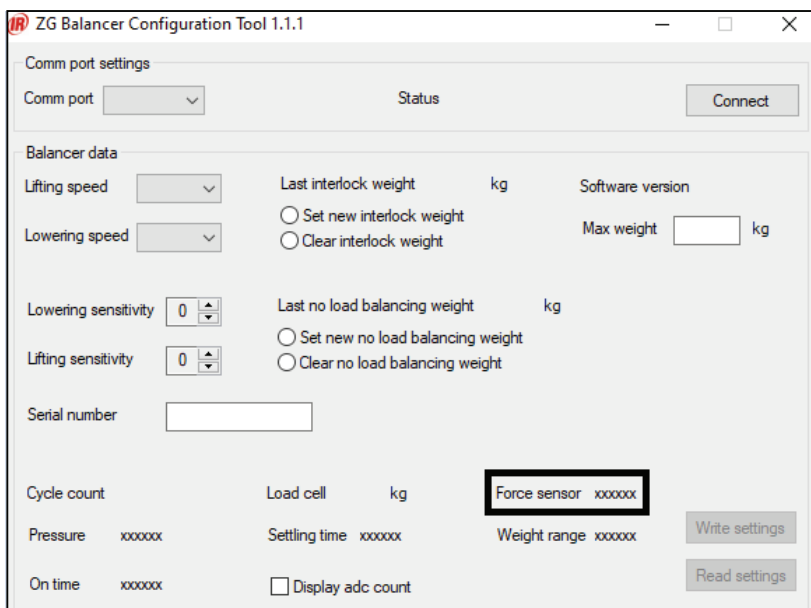 IR ZG Balancer Configuration Tool 1.1.1
Comm port settings
Comm port Status Connect
Balancer data
Lifting speed Last interlock weight kg Software version
Set new interlock weight
Lowering speed Clear interlock weight Max weight kg
Lowering sensitivity 0 Last no load balancing weight kg
Set new no load balancing weight
Lifting sensitivity 0 Clear no load balancing weight
Serial number
Cycle count Load cell kg Force sensor xxxxxx
Pressure xxxxxx Settling time xxxxxx Weight range xxxxxx Write settings
On time xxxxxx Display adc count Read settings